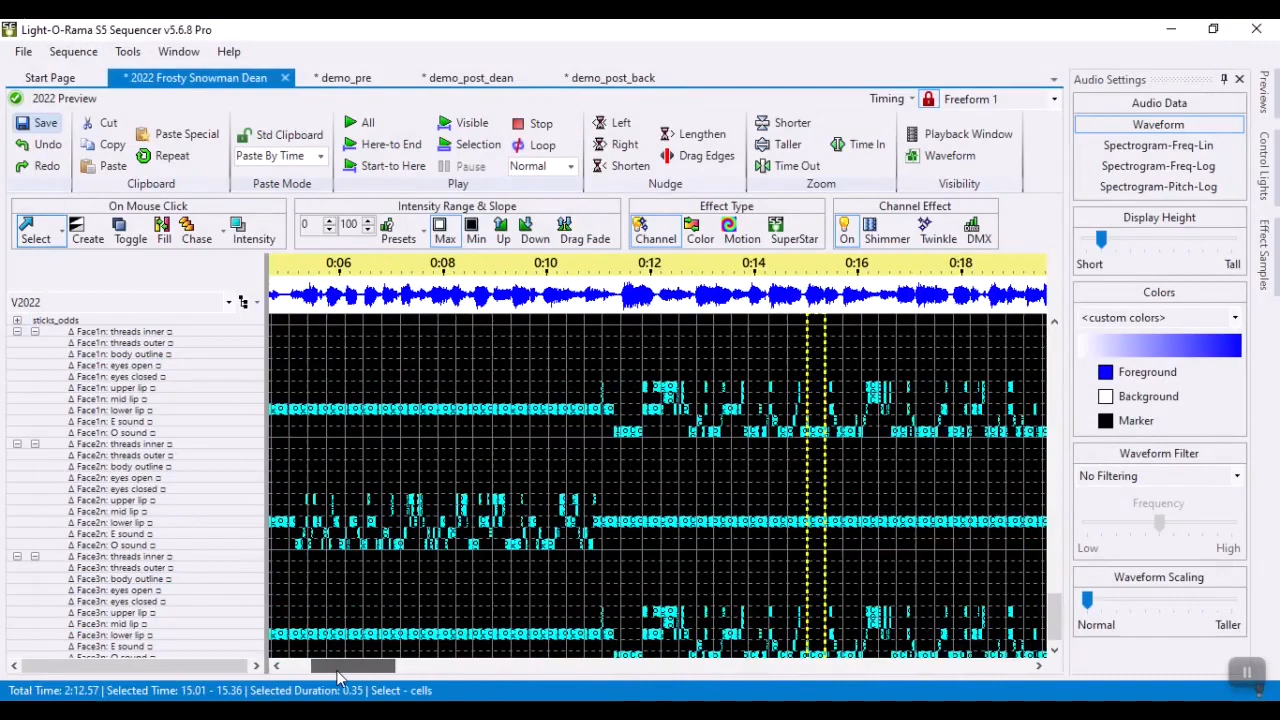 Light-O-Rama S5 Sequencer v5.6.8 Pro
File Sequence Tools Window Help
Start Page * 2022 Frosty Snowman Dean * demo_pre * demo_post_dean * demo_post_back
2022 Preview Timing Freeform 1
Save Undo Redo
Cut Copy Paste Paste Special Repeat
Clipboard
Std Clipboard
Paste By Time
Paste Mode
All Here-to End Start-to Here Visible Selection Pause Stop Loop Normal
Play
Left Right Shorten Lengthen Drag Edges
Nudge
Shorter Taller Time Out Time In
Zoom
Playback Window Waveform
Visibility
On Mouse Click
Select Create Toggle Fill Chase Intensity
Intensity Range & Slope
0 100 Presets Max Min Up Down Drag Fade
Effect Type
Channel Color Motion SuperStar
Channel Effect
On Shimmer Twinkle DMX
0:06 0:08 0:10 0:12 0:14 0:16 0:18
V2022
sticks_odds
Δ Face1n: threads inner
Δ Face1n: threads outer
Δ Face1n: body outline
Δ Face1n: eyes open
Δ Face1n: eyes closed
Δ Face1n: upper lip
Δ Face1n: mid lip
Δ Face1n: lower lip
Δ Face1n: E sound
Δ Face1n: O sound
Δ Face2n: threads inner
Δ Face2n: threads outer
Δ Face2n: body outline
Δ Face2n: eyes open
Δ Face2n: eyes closed
Δ Face2n: upper lip
Δ Face2n: mid lip
Δ Face2n: lower lip
Δ Face2n: E sound
Δ Face2n: O sound
Δ Face3n: threads inner
Δ Face3n: threads outer
Δ Face3n: body outline
Δ Face3n: eyes open
Δ Face3n: eyes closed
Δ Face3n: upper lip
Δ Face3n: mid lip
Δ Face3n: lower lip
Δ Face3n: E sound
Δ Face3n: O sound
Audio Settings
Audio Data
Waveform
Spectrogram-Freq-Lin
Spectrogram-Freq-Log
Spectrogram-Pitch-Log
Display Height
Short Tall
Colors
<custom colors>
Foreground
Background
Marker
Waveform Filter
No Filtering
Frequency
Low High
Waveform Scaling
Normal Taller
Previews
Control Lights
Effect Samples
Total Time: 2:12.57 | Selected Time: 15.01 - 15.36 | Selected Duration: 0.35 | Select - cells